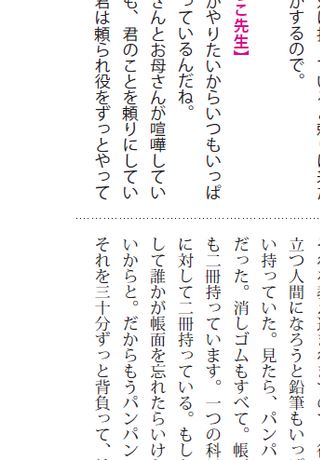 がするので。
こ先生】
がやりたいからいつもいっぱ
っているんだね。
さんとお母さんが喧嘩してい
も、君のことを頼りにしてい
君は頼られ役をずっとやって
立つ人間になろうと鉛筆もいっぱ
い持っていた。見たら、パンパ
だった。消しゴムもすべて。帳
も二冊持っています。一つの科
に対して二冊持っている。もし
して誰かが帳面を忘れたらいけ
いからと。だからもうパンパン
それを三十分ずっと背負って、